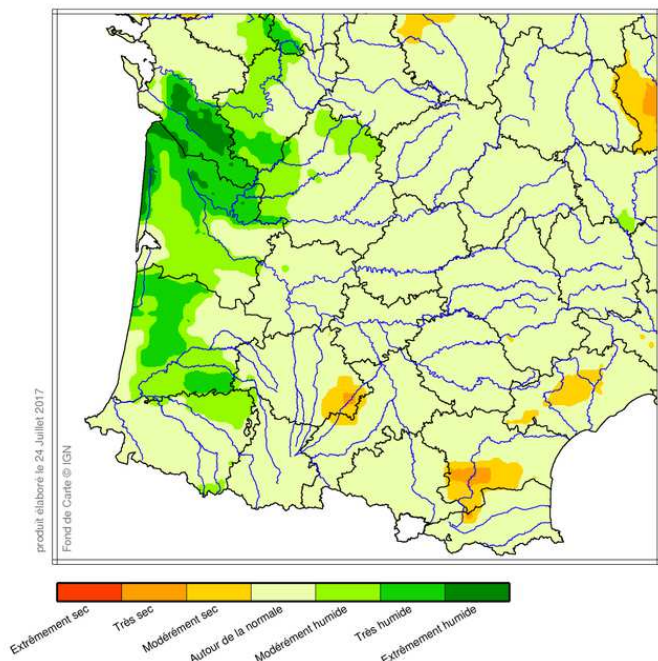 produit élaboré le 24 Juillet 2017
Fond de Carte © IGN
Extrêmement sec
Très sec
Modérément sec
Autour de la normale
Modérément humide
Très humide
Extrêmement humide